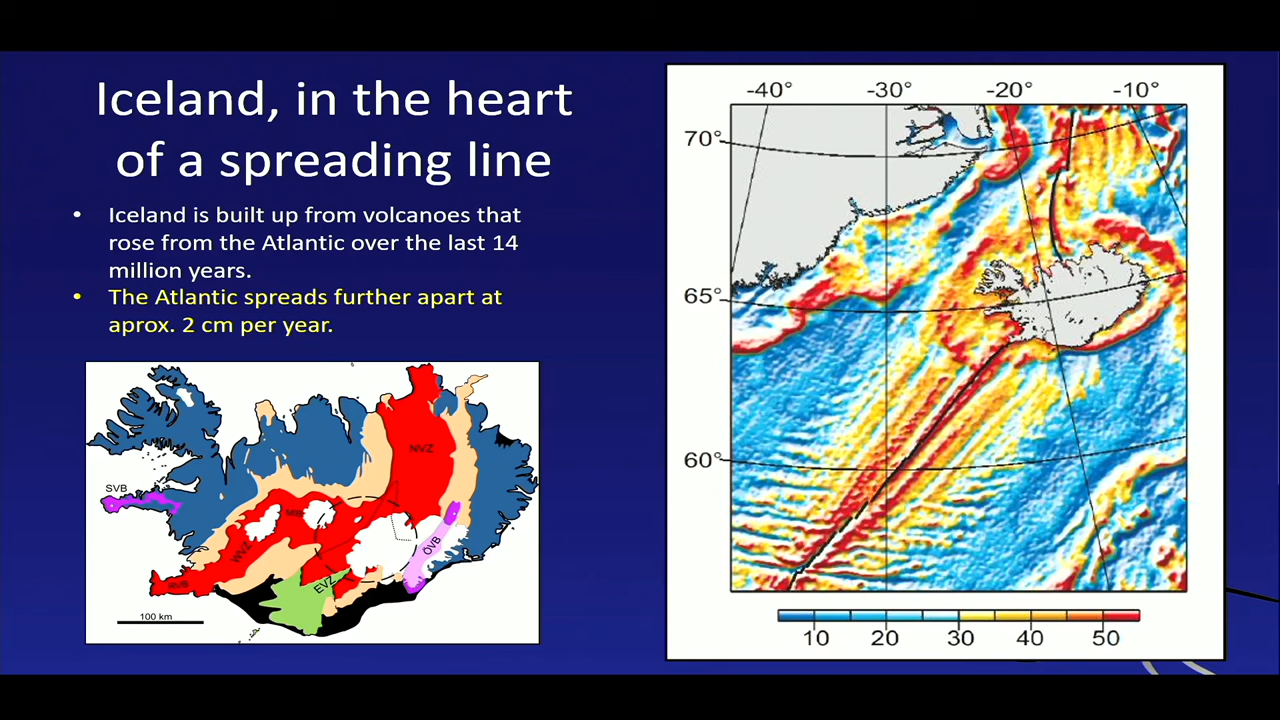 Iceland, in the heart
of a spreading line
• Iceland is built up from volcanoes that
rose from the Atlantic over the last 14
million years.
• The Atlantic spreads further apart at
aprox. 2 cm per year.
NVZ
SVB
MIB
WVZ
ÖVB
RVB
EVZ
100 km
-40° -30° -20° -10°
70°
65°
60°
10 20 30 40 50